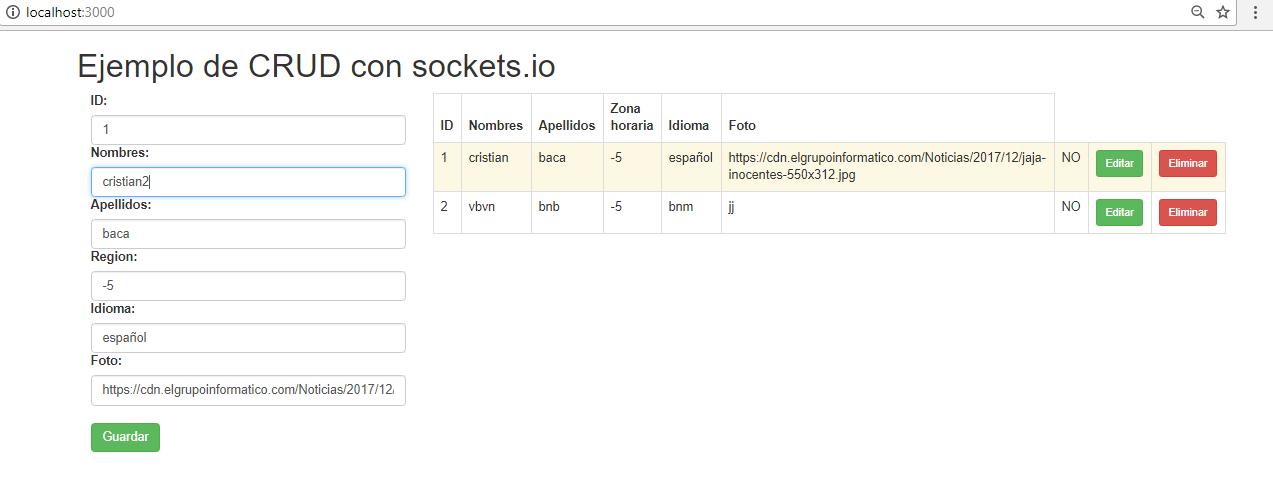 localhost:3000
Ejemplo de CRUD con sockets.io
ID:
1
Nombres:
cristian2
Apellidos:
baca
Region:
-5
Idioma:
español
Foto:
https://cdn.elgrupoinformatico.com/Noticias/2017/12/
Guardar
ID Nombres Apellidos Zona horaria Idioma Foto
1 cristian baca -5 español https://cdn.elgrupoinformatico.com/Noticias/2017/12/jaja-inocentes-550x312.jpg NO Editar Eliminar
2 vbvn bnb -5 bnm jj NO Editar Eliminar